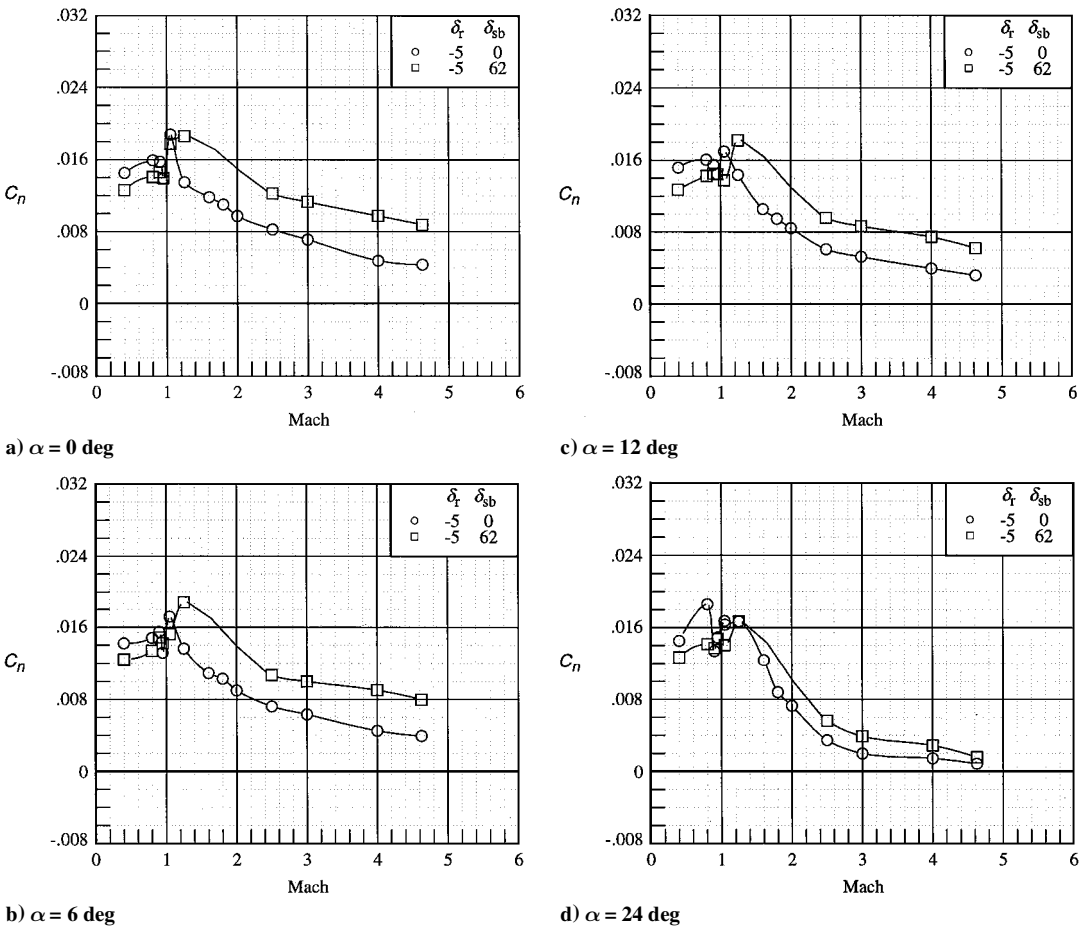 .032
.024
.016
.008
0
-.008
Cn
δr δsb
-5 0
-5 62
0 1 2 3 4 5 6
Mach
a) α = 0 deg
.032
.024
.016
.008
0
-.008
Cn
δr δsb
-5 0
-5 62
0 1 2 3 4 5 6
Mach
b) α = 6 deg
.032
.024
.016
.008
0
-.008
Cn
δr δsb
-5 0
-5 62
0 1 2 3 4 5 6
Mach
c) α = 12 deg
.032
.024
.016
.008
0
-.008
Cn
δr δsb
-5 0
-5 62
0 1 2 3 4 5 6
Mach
d) α = 24 deg